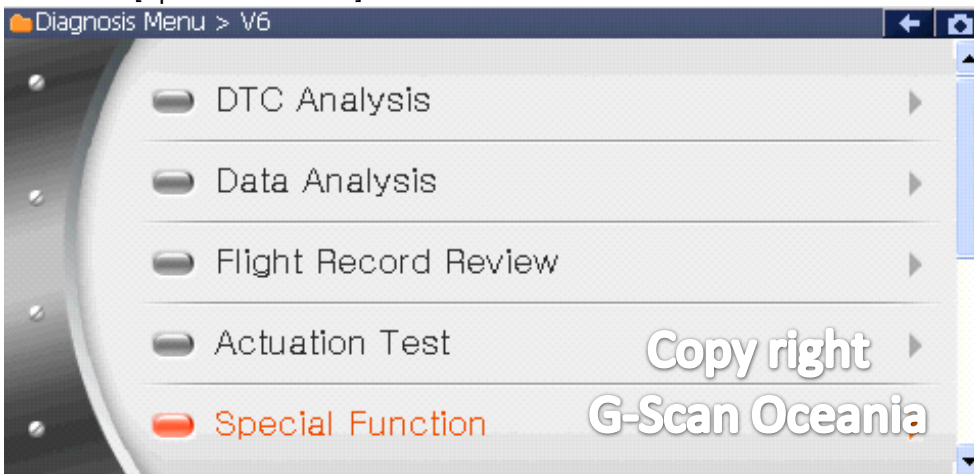 Diagnosis Menu > V6
DTC Analysis
Data Analysis
Flight Record Review
Actuation Test
Special Function
Copy right
G-Scan Oceania